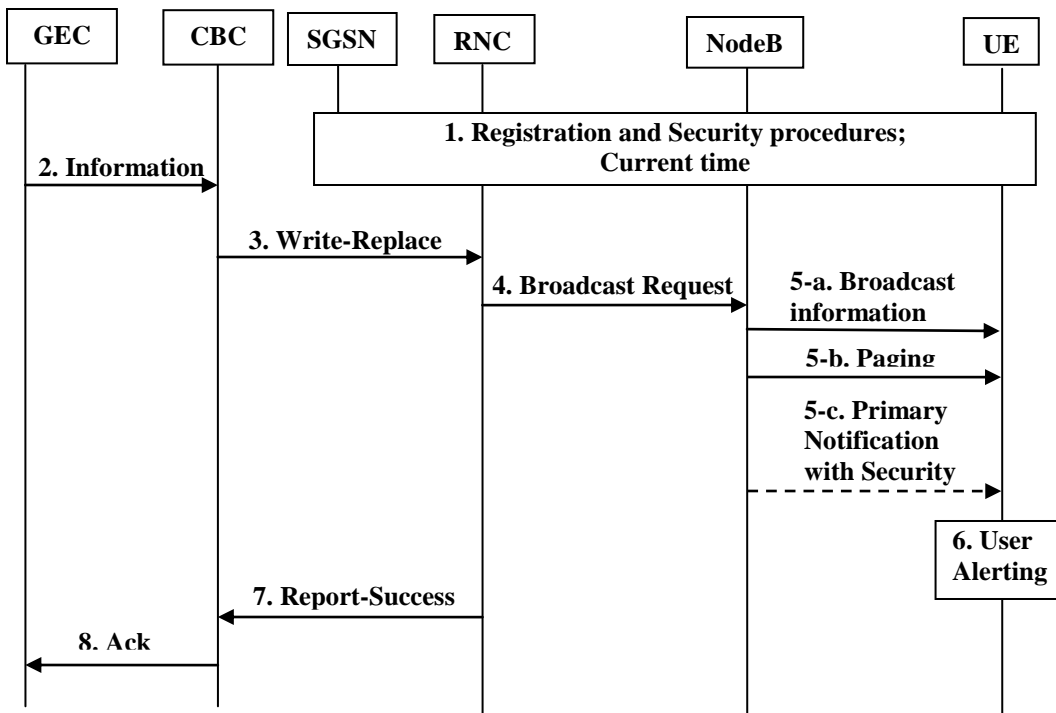 GEC
CBC
SGSN
RNC
NodeB
UE
1. Registration and Security procedures;
Current time
2. Information
3. Write-Replace
4. Broadcast Request
5-a. Broadcast
information
5-b. Paging
5-c. Primary
Notification
with Security
6. User
Alerting
7. Report-Success
8. Ack